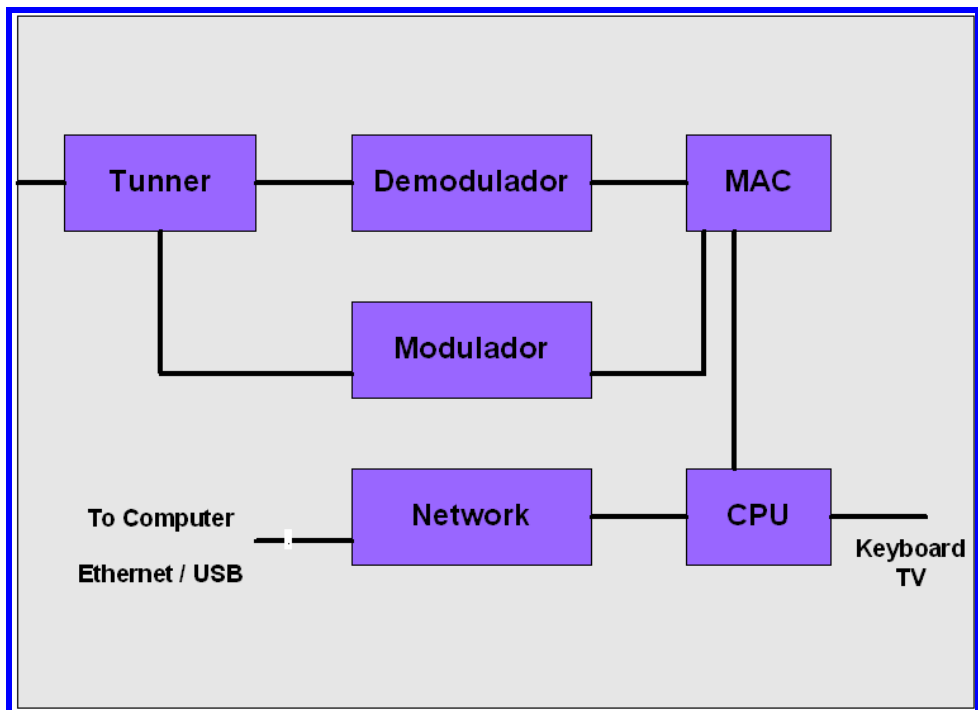 Tunner
Demodulador
MAC
Modulador
Network
CPU
To Computer
Ethernet / USB
Keyboard
TV